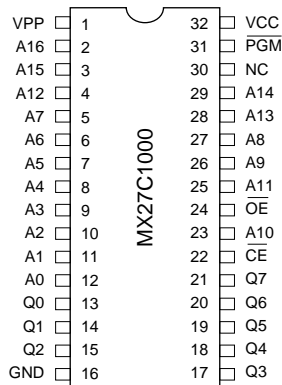 VPP 1 32 VCC
A16 2 31 PGM
A15 3 30 NC
A12 4 29 A14
A7 5 28 A13
A6 6 27 A8
A5 7 26 A9
A4 8 25 A11
A3 9 24 OE
A2 10 23 A10
A1 11 22 CE
A0 12 21 Q7
Q0 13 20 Q6
Q1 14 19 Q5
Q2 15 18 Q4
GND 16 17 Q3
MX27C1000